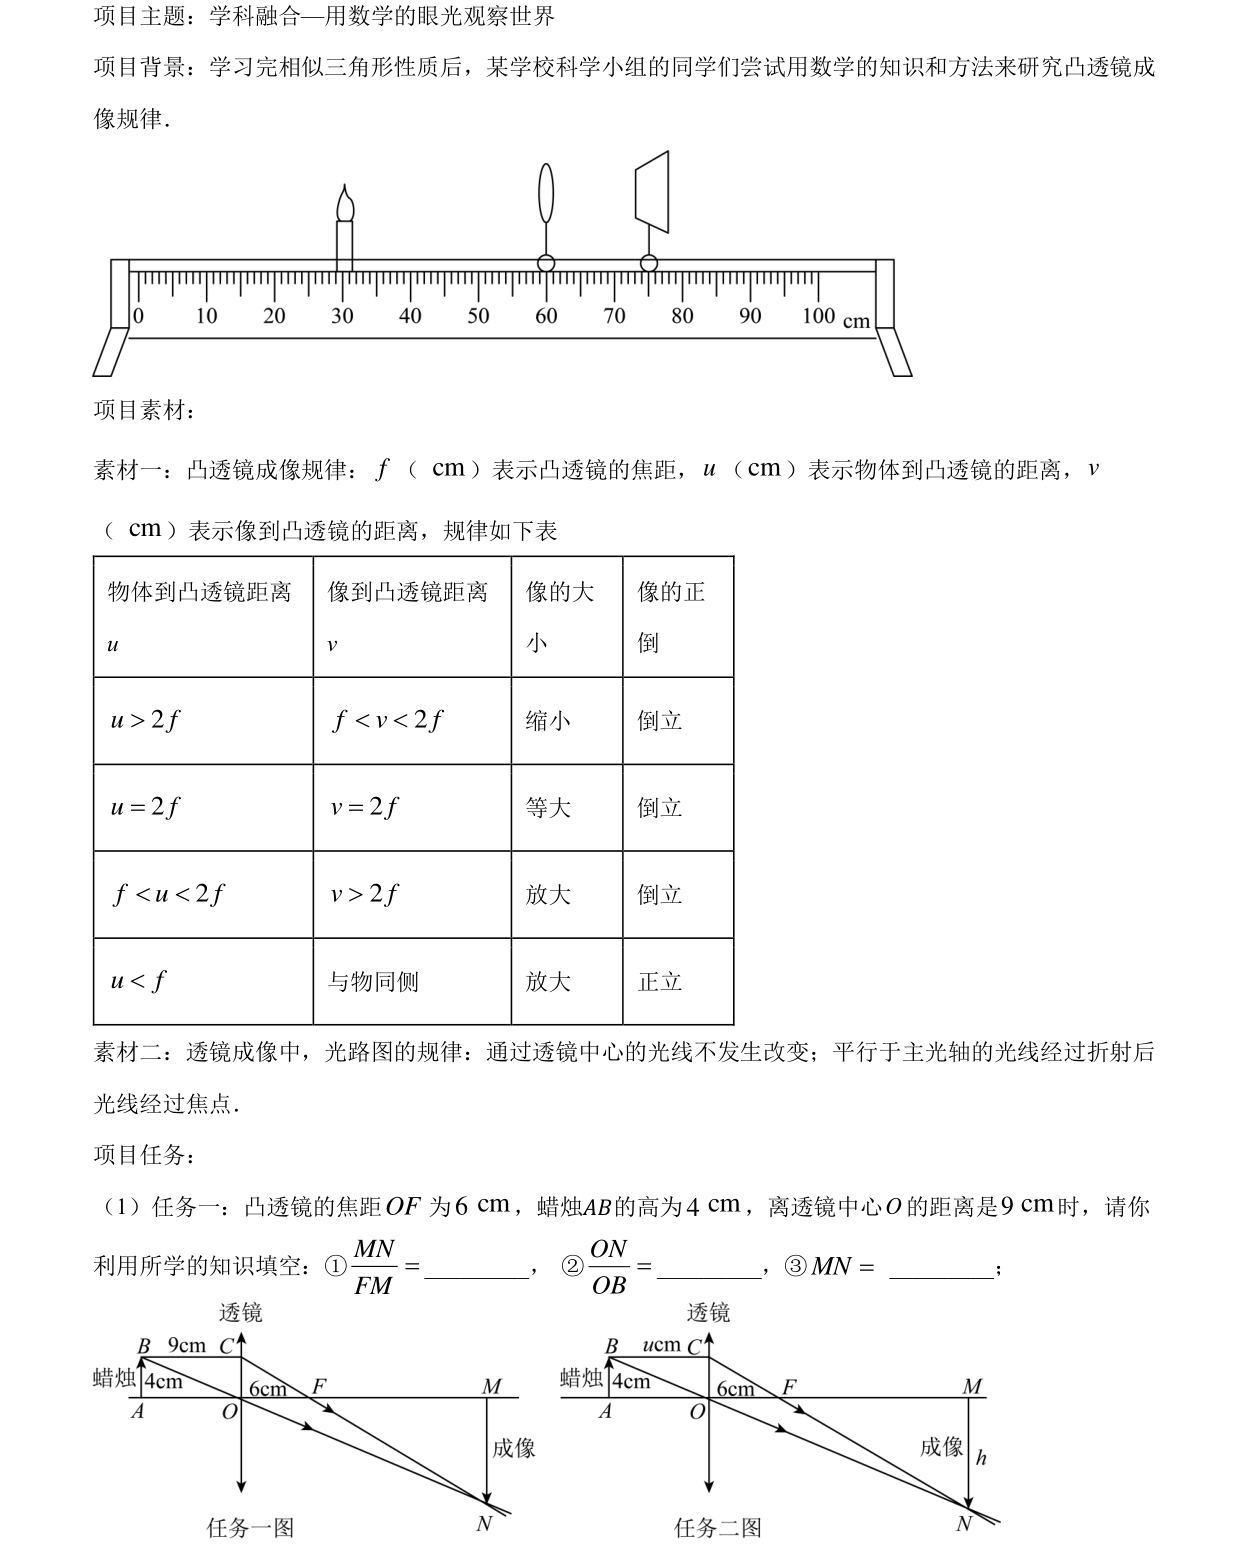 项目主题：学科融合—用数学的眼光观察世界
项目背景：学习完相似三角形性质后，某学校科学小组的同学们尝试用数学的知识和方法来研究凸透镜成
像规律．
0 10 20 30 40 50 60 70 80 90 100 cm
项目素材：
素材一：凸透镜成像规律：f（ cm）表示凸透镜的焦距，u（cm）表示物体到凸透镜的距离，v
（ cm）表示像到凸透镜的距离，规律如下表
物体到凸透镜距离 像到凸透镜距离 像的大 像的正
u v 小 倒
u > 2f f < v < 2f 缩小 倒立
u = 2f v = 2f 等大 倒立
f < u < 2f v > 2f 放大 倒立
u < f 与物同侧 放大 正立
素材二：透镜成像中，光路图的规律：通过透镜中心的光线不发生改变；平行于主光轴的光线经过折射后
光线经过焦点．
项目任务：
（1）任务一：凸透镜的焦距OF 为6 cm，蜡烛AB的高为4 cm，离透镜中心O的距离是9 cm时，请你
利用所学的知识填空：①MN/FM = ________， ②ON/OB = ________，③MN = ________；
透镜 透镜
B 9cm C B ucm C
蜡烛 4cm 6cm F M 蜡烛 4cm 6cm F M
A O A O
成像 成像 h
N N
任务一图 任务二图